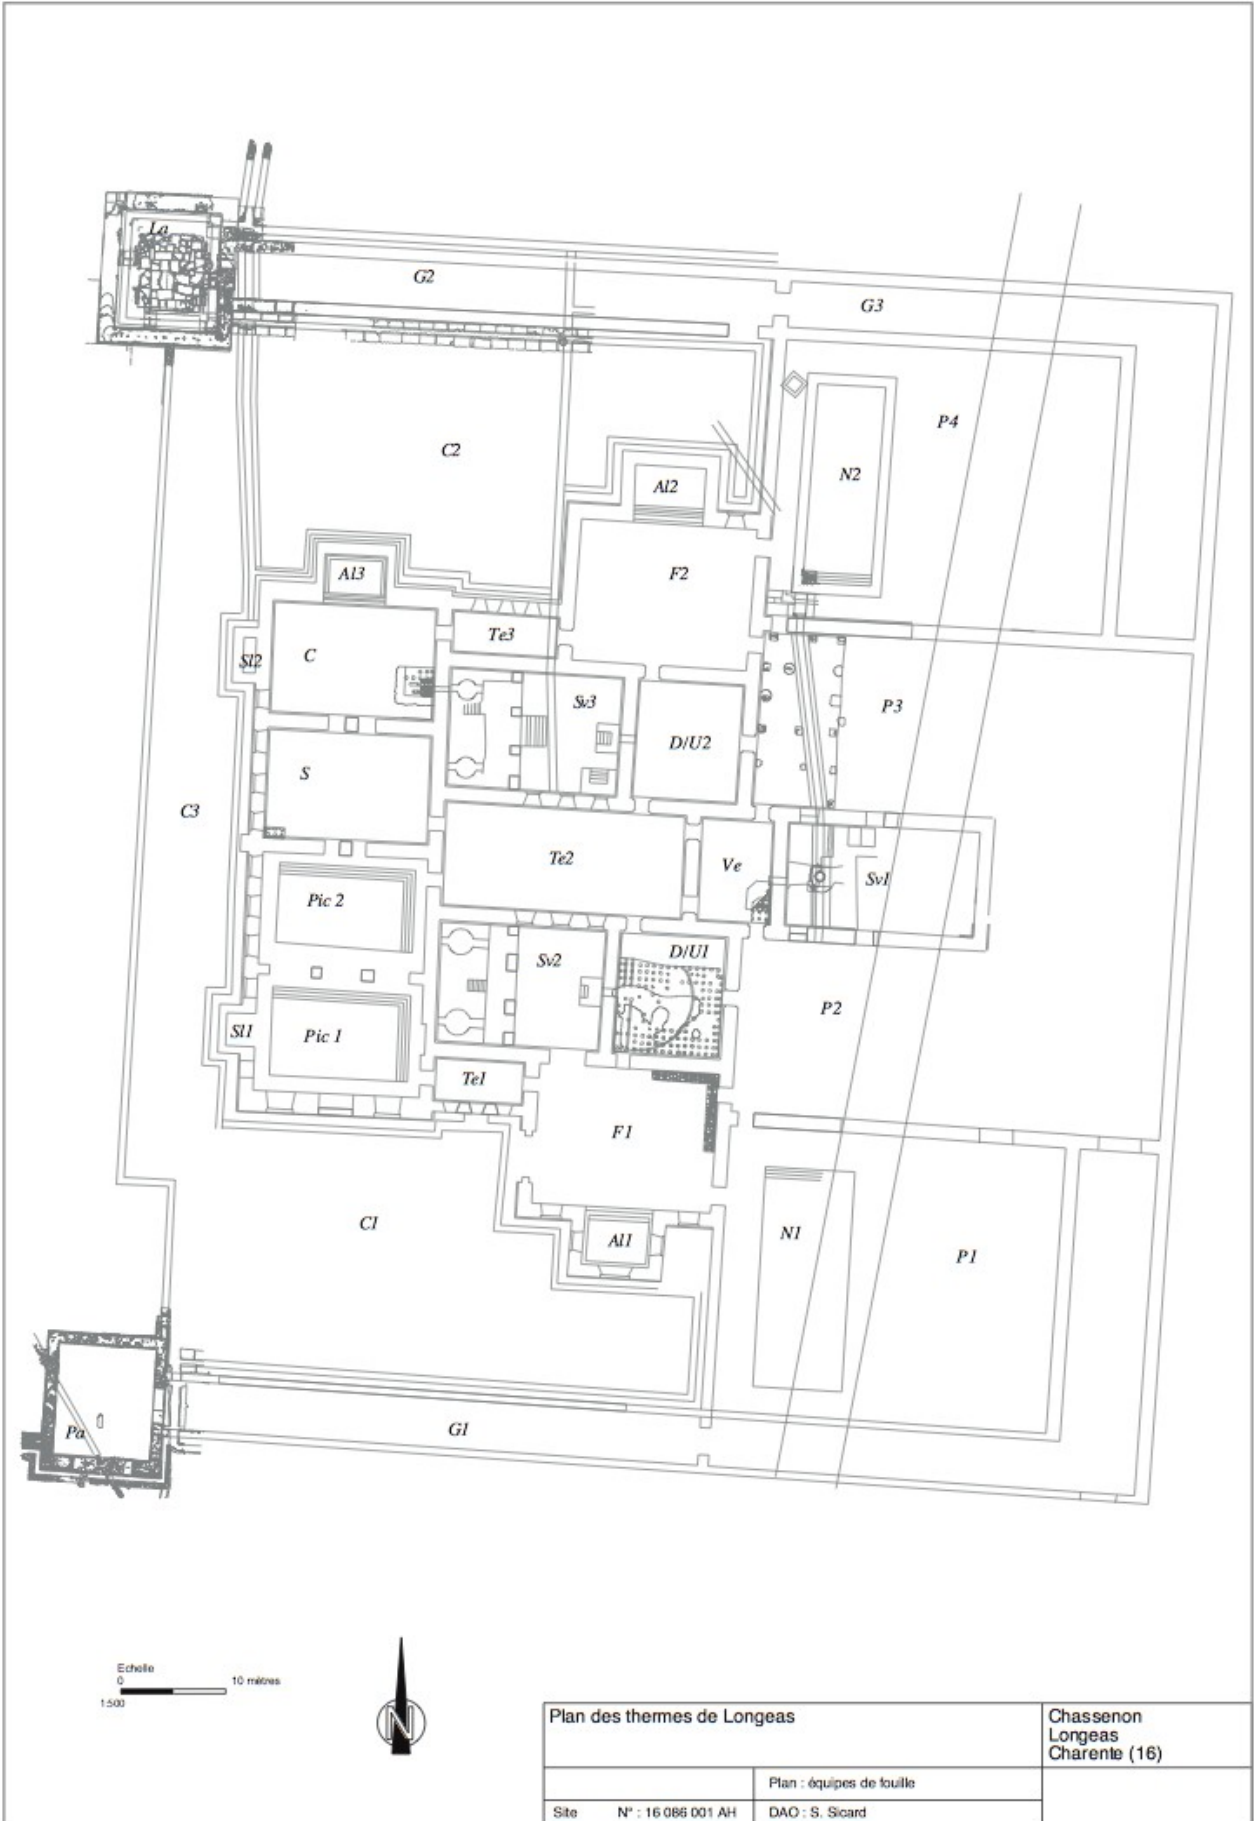 La
G2
G3
P4
C2
N2
Al2
F2
Al3
Te3
Sl2
C
Sv3
P3
D/U2
S
C3
Te2
Ve
Sv1
Pic 2
D/U1
Sv2
P2
Sl1
Pic 1
Te1
F1
C1
N1
Al1
P1
Pa
G1
Echelle
0
10 mètres
1:500
N
Plan des thermes de Longeas
Chassenon
Longeas
Charente (16)
Plan : équipes de fouille
Site N° : 16 086 001 AH
DAO : S. Sicard